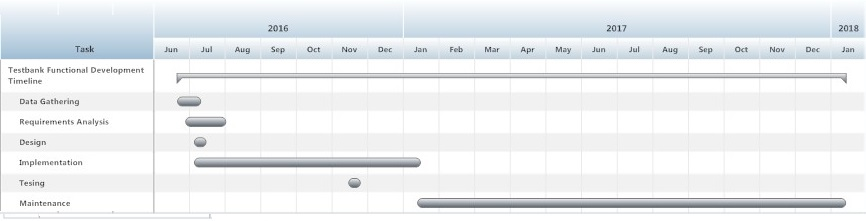 2016 2017 2018
Task Jun Jul Aug Sep Oct Nov Dec Jan Feb Mar Apr May Jun Jul Aug Sep Oct Nov Dec Jan
Testbank Functional Development
Timeline
Data Gathering
Requirements Analysis
Design
Implementation
Tesing
Maintenance